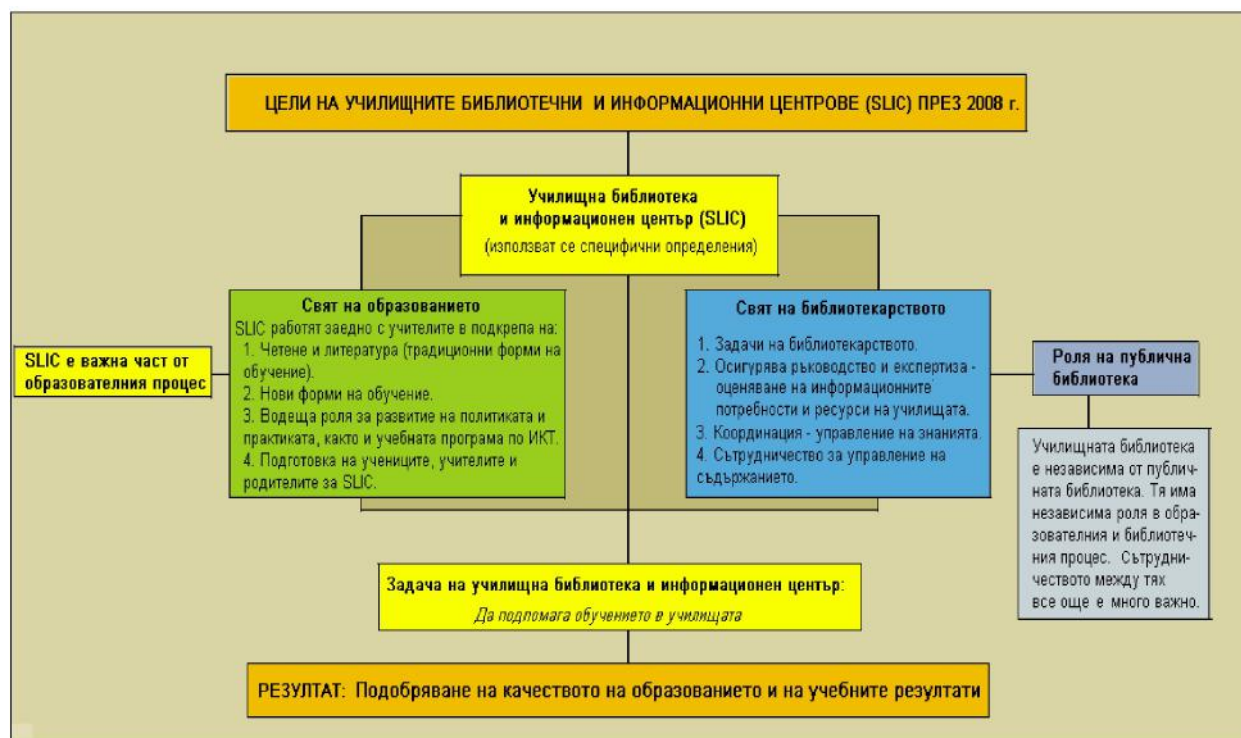 ЦЕЛИ НА УЧИЛИЩНИТЕ БИБЛИОТЕЧНИ И ИНФОРМАЦИОННИ ЦЕНТРОВЕ (SLIC) ПРЕЗ 2008 г.
Училищна библиотека
и информационен център (SLIC)
(използват се специфични определения)
SLIC е важна част от
образователния процес
Свят на образованието
SLIC работят заедно с учителите в подкрепа на:
1. Четене и литература (традиционни форми на
обучение).
2. Нови форми на обучение.
3. Водеща роля за развитие на политиката и
практиката, както и учебната програма по ИКТ.
4. Подготовка на учениците, учителите и
родителите за SLIC.
Свят на библиотекарството
1. Задачи на библиотекарството.
2. Осигурява ръководство и експертиза -
оценяване на информационните
потребности и ресурси на училищата.
3. Координация - управление на знанията.
4. Сътрудничество за управление на
съдържанието.
Роля на публична
библиотека
Училищната библиотека
е независима от публич-
ната библиотека. Тя има
независима роля в обра-
зователния и библиотеч-
ния процес. Сътрудни-
чеството между тях
все още е много важно.
Задача на училищна библиотека и информационен център:
Да подпомага обучението в училищата
РЕЗУЛТАТ: Подобряване на качеството на образованието и на учебните резултати